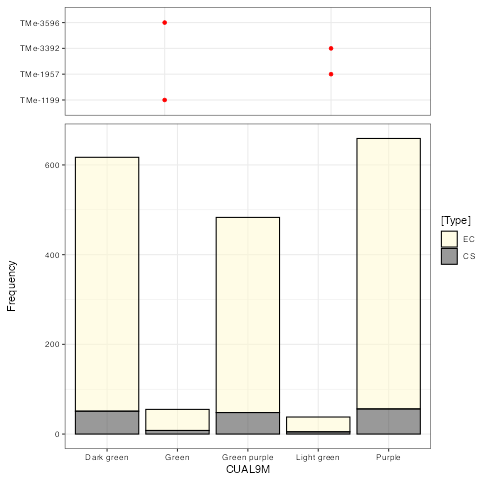 TMe-3596
TMe-3392
TMe-1957
TMe-1199
600
400
200
0
Frequency
Dark green Green Green purple Light green Purple
CUAL9M
[Type]
EC
CS